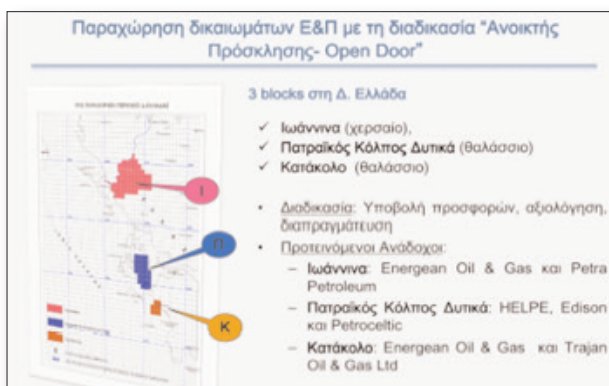 Παραχώρηση δικαιωμάτων Ε&Π με τη διαδικασία “Ανοικτής
Πρόσκλησης- Open Door”
3 blocks στη Δ. Ελλάδα
✓ Ιωάννινα (χερσαίο),
✓ Πατραϊκός Κόλπος Δυτικά (θαλάσσιο)
✓ Κατάκολο (θαλάσσιο)
• Διαδικασία: Υποβολή προσφορών, αξιολόγηση,
διαπραγμάτευση
• Προτεινόμενοι Ανάδοχοι:
– Ιωάννινα: Energean Oil & Gas και Petra
Petroleum
– Πατραϊκός Κόλπος Δυτικά: HELPE, Edison
και Petroceltic
– Κατάκολο: Energean Oil & Gas και Trajan
Oil & Gas Ltd
Ι
Π
Κ